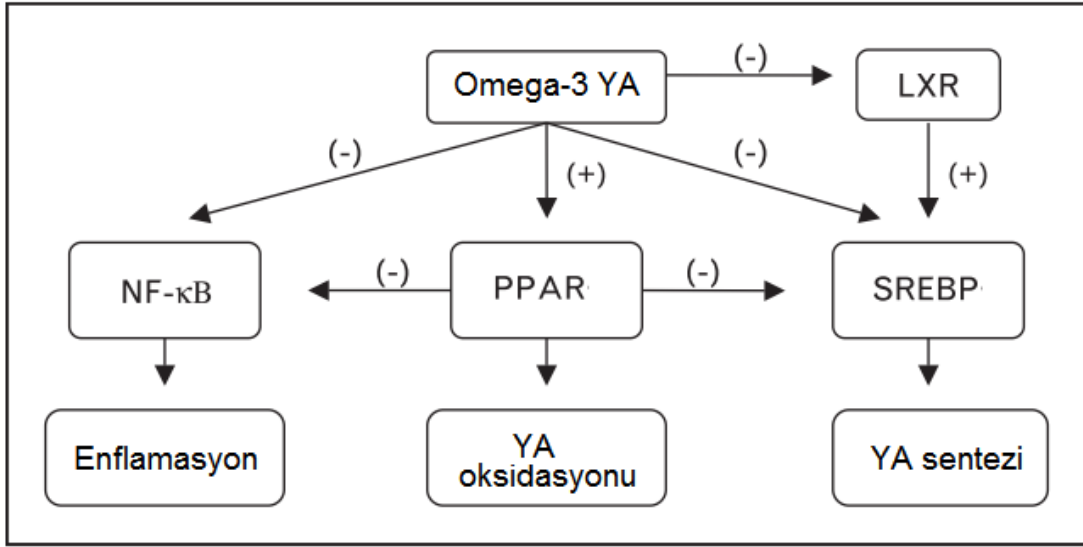 Omega-3 YA
(-)
LXR
(-)
(+)
(-)
(+)
NF-κB
(-)
PPAR
(-)
SREBP
Enflamasyon
YA
oksidasyonu
YA sentezi